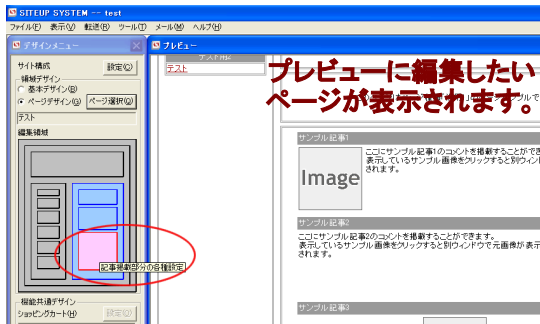 SITEUP SYSTEM -- test
ファイル(F) 表示(V) 転送(R) ツール(T) メール(M) ヘルプ(H)
デザインメニュー
サイト構成 設定(C)
領域デザイン
基本デザイン(B)
ページデザイン(G) ページ選択(O)
テスト
編集領域
記事掲載部分の各種設定
機能共通デザイン
ショッピングカート(H) 設定(D)
プレビュー
テスト
プレビューに編集したい
ページが表示されます。
サンプル記事1
Image
ここにサンプル記事1のコメントを掲載することができ
表示しているサンプル画像をクリックすると別ウィンド
されます。
サンプル記事2
ここにサンプル記事2のコメントを掲載することができます。
表示しているサンプル画像をクリックすると別ウィンドウで元画像が表示
されます。
サンプル記事3